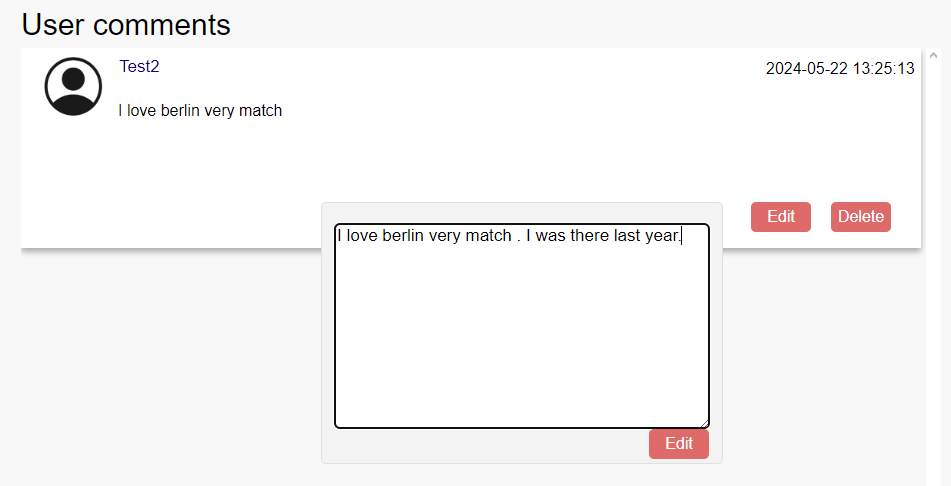 User comments
Test2
2024-05-22 13:25:13
I love berlin very match
Edit
Delete
I love berlin very match . I was there last year.
Edit